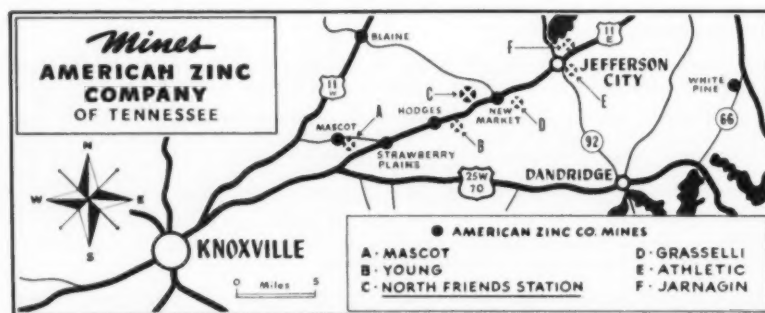 Mines
AMERICAN ZINC
COMPANY
OF TENNESSEE
BLAINE
11
W
11
E
F
JEFFERSON
CITY
E
WHITE
PINE
66
C
HODGES
NEW
MARKET
D
MASCOT
A
B
STRAWBERRY
PLAINS
92
25W
70
DANDRIDGE
N
W
E
S
KNOXVILLE
0 Miles 5
AMERICAN ZINC CO. MINES
A · MASCOT
B · YOUNG
C · NORTH FRIENDS STATION
D · GRASSELLI
E · ATHLETIC
F · JARNAGIN